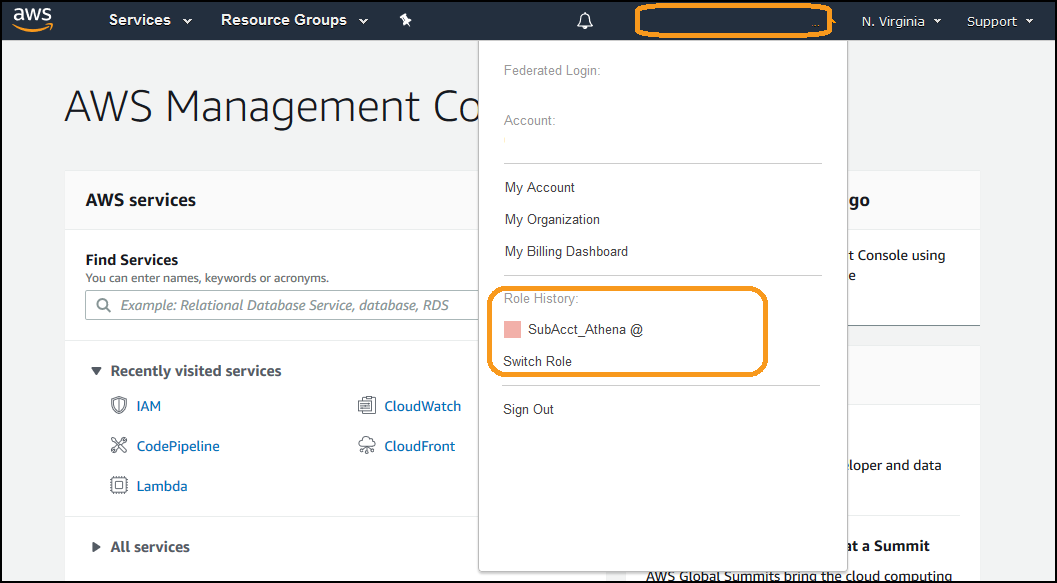 aws
Services
Resource Groups
...
N. Virginia
Support
AWS Management Co
Federated Login:
Account:
My Account
My Organization
My Billing Dashboard
Role History:
SubAcct_Athena @
Switch Role
Sign Out
AWS services
Find Services
You can enter names, keywords or acronyms.
Example: Relational Database Service, database, RDS
Recently visited services
IAM
CloudWatch
CodePipeline
CloudFront
Lambda
All services
go
t Console using
e
loper and data
at a Summit
AWS Global Summits bring the cloud computing